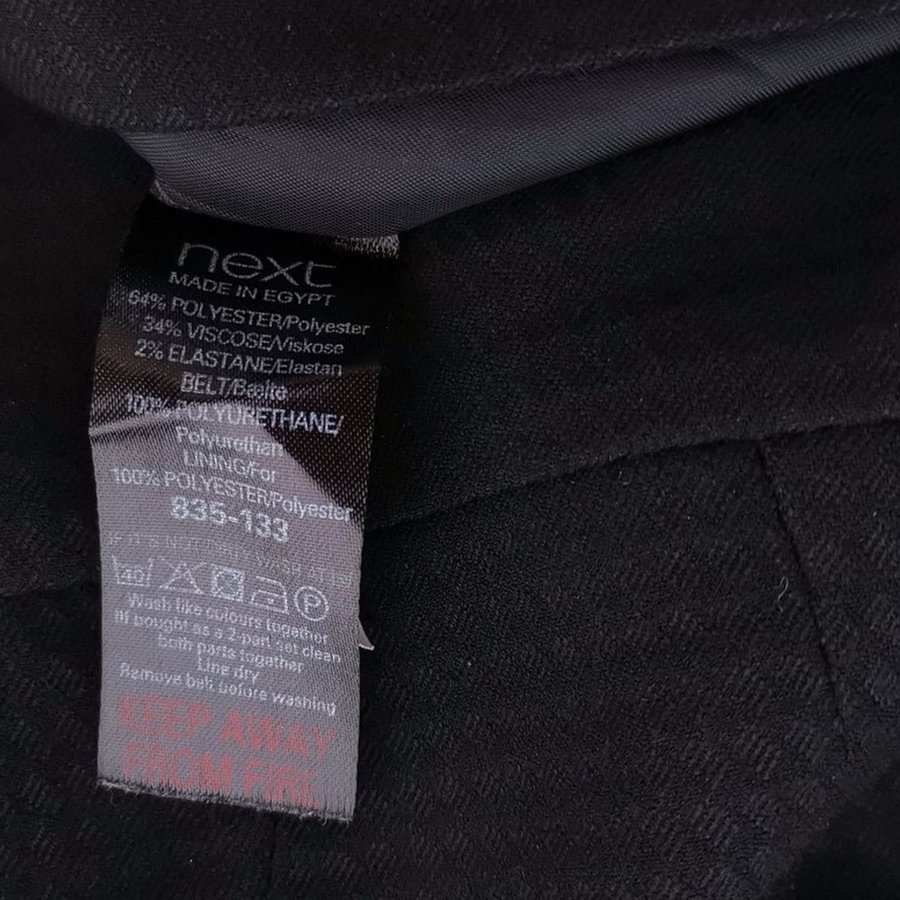 next
MADE IN EGYPT
64% POLYESTER/Polyester
34% VISCOSE/Viskose
2% ELASTANE/Elastan
BELT/Bælte
100% POLYURETHANE/
Polyurethan
LINING/For
100% POLYESTER/Polyester
835-133
40
P
Wash like colours together
If bought as a 2-part set clean
both parts together
Line dry
Remove belt before washing
KEEP AWAY
FROM FIRE